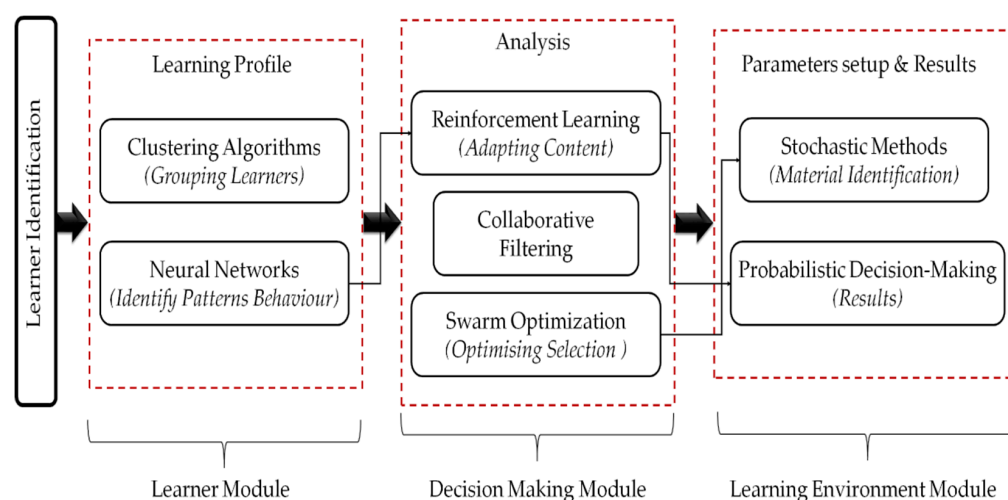 Learner Identification
Learning Profile
Clustering Algorithms
(Grouping Learners)
Neural Networks
(Identify Patterns Behaviour)
Learner Module
Analysis
Reinforcement Learning
(Adapting Content)
Collaborative
Filtering
Swarm Optimization
(Optimising Selection )
Decision Making Module
Parameters setup & Results
Stochastic Methods
(Material Identification)
Probabilistic Decision-Making
(Results)
Learning Environment Module